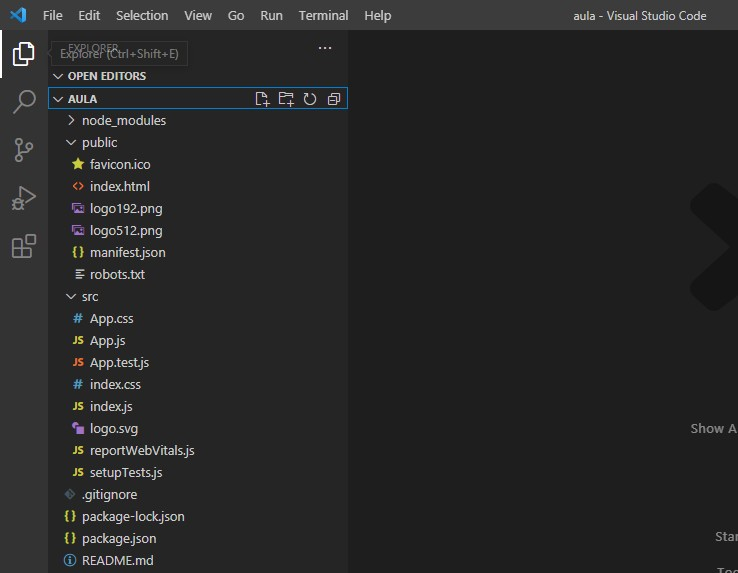 File Edit Selection View Go Run Terminal Help aula - Visual Studio Code
EXPLORER
Explorer (Ctrl+Shift+E)
OPEN EDITORS
AULA
node_modules
public
favicon.ico
index.html
logo192.png
logo512.png
manifest.json
robots.txt
src
App.css
App.js
App.test.js
index.css
index.js
logo.svg
reportWebVitals.js
setupTests.js
.gitignore
package-lock.json
package.json
README.md
Show A
Star